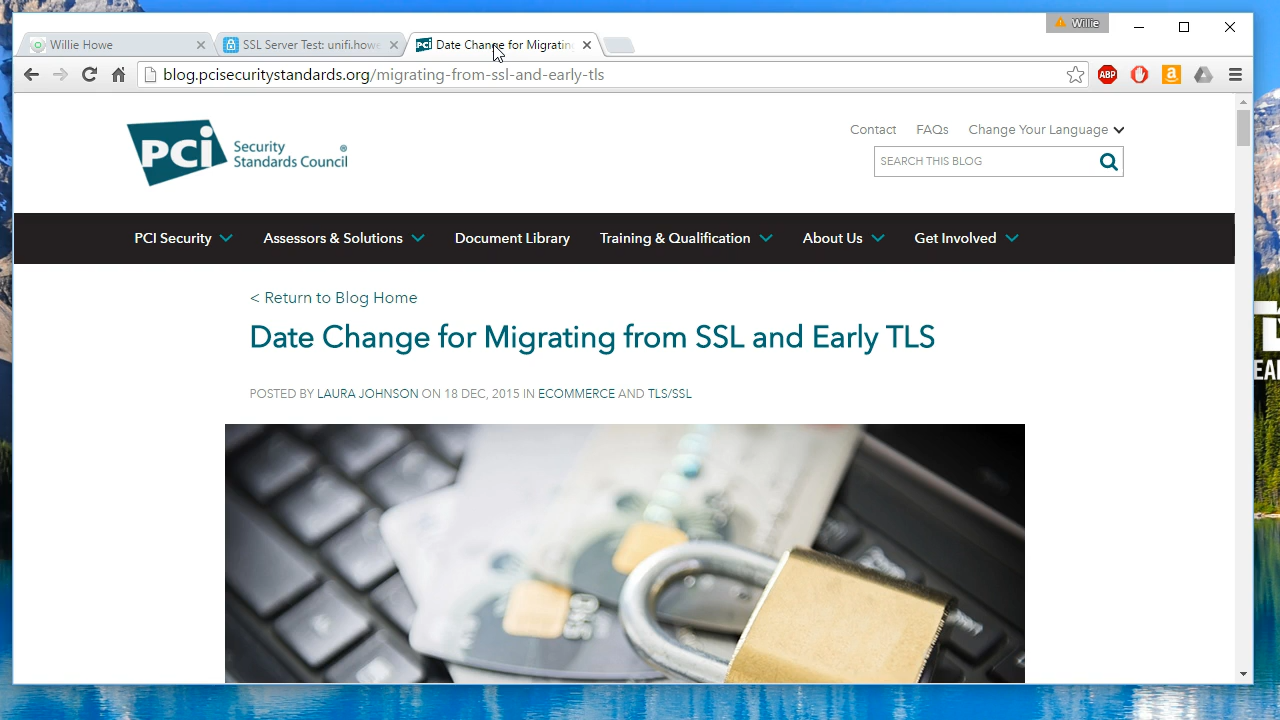 Willie
Willie Howe
SSL Server Test: unifi.howe
Date Change for Migratin
blog.pcisecuritystandards.org/migrating-from-ssl-and-early-tls
ABP
PCI Security
Standards Council
Contact FAQs Change Your Language
SEARCH THIS BLOG
PCI Security Assessors & Solutions Document Library Training & Qualification About Us Get Involved
< Return to Blog Home
Date Change for Migrating from SSL and Early TLS
POSTED BY LAURA JOHNSON ON 18 DEC, 2015 IN ECOMMERCE AND TLS/SSL